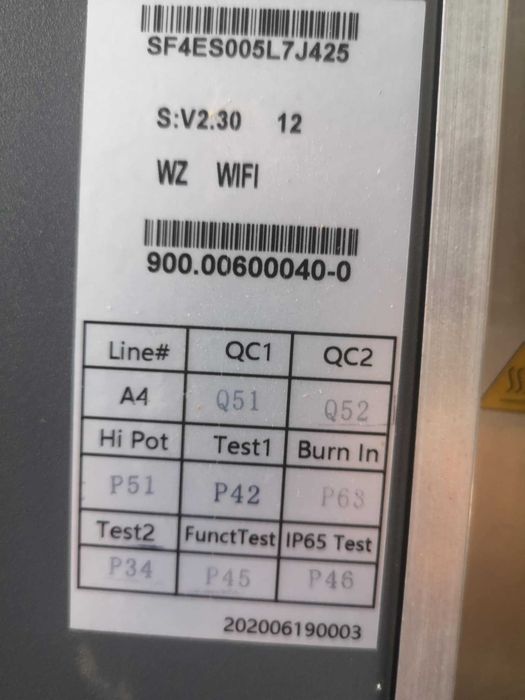 SF4ES005L7J425
S:V2.30 12
WZ WIFI
900.00600040-0
Line# QC1 QC2
A4 Q51 Q52
Hi Pot Test1 Burn In
P51 P42 P63
Test2 FunctTest IP65 Test
P34 P45 P46
202006190003